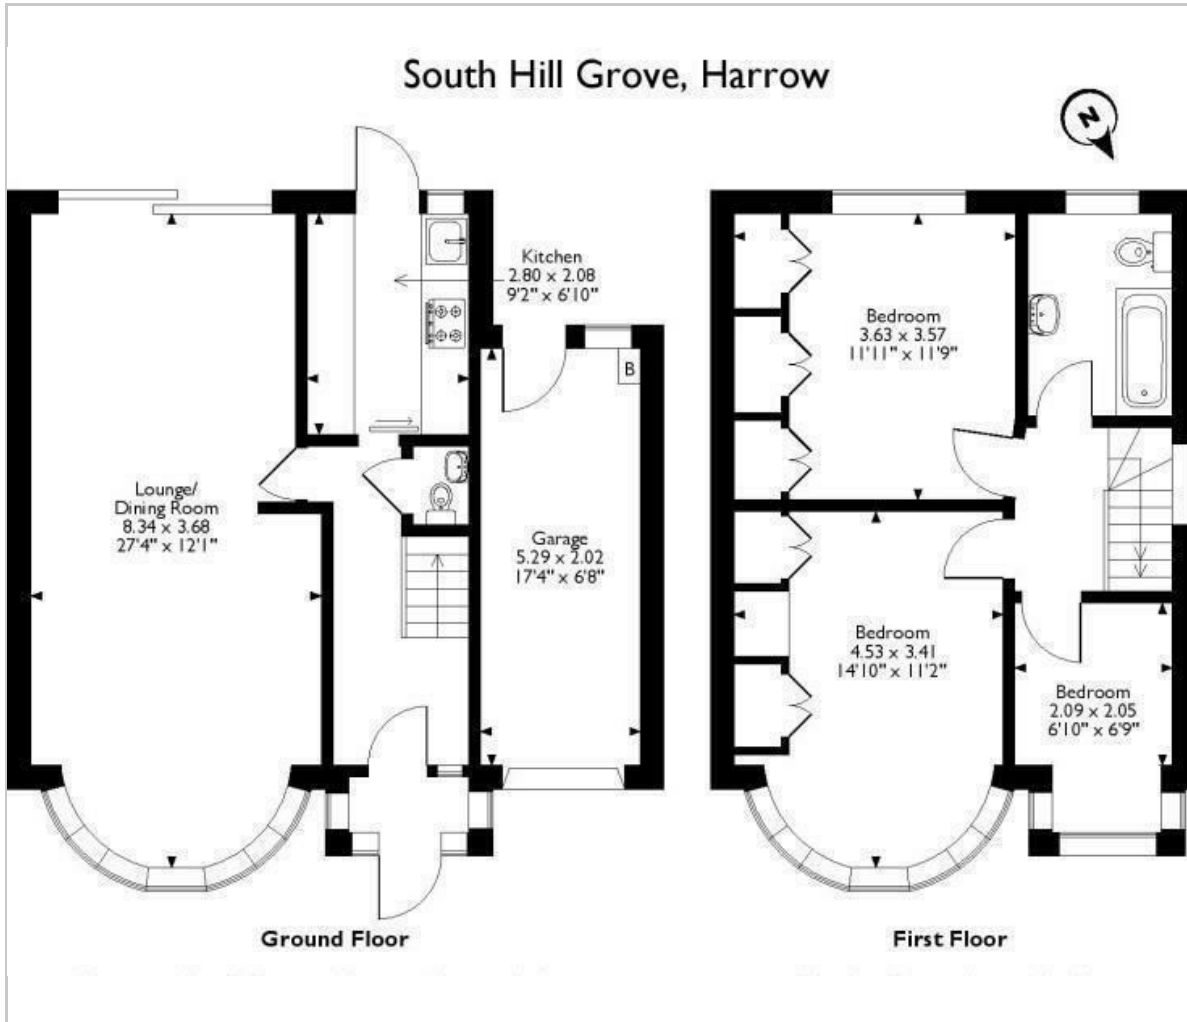 South Hill Grove, Harrow
N
Kitchen
2.80 x 2.08
9'2" x 6'10"
B
Lounge/
Dining Room
8.34 x 3.68
27'4" x 12'1"
Garage
5.29 x 2.02
17'4" x 6'8"
Ground Floor
Bedroom
3.63 x 3.57
11'11" x 11'9"
Bedroom
4.53 x 3.41
14'10" x 11'2"
Bedroom
2.09 x 2.05
6'10" x 6'9"
First Floor